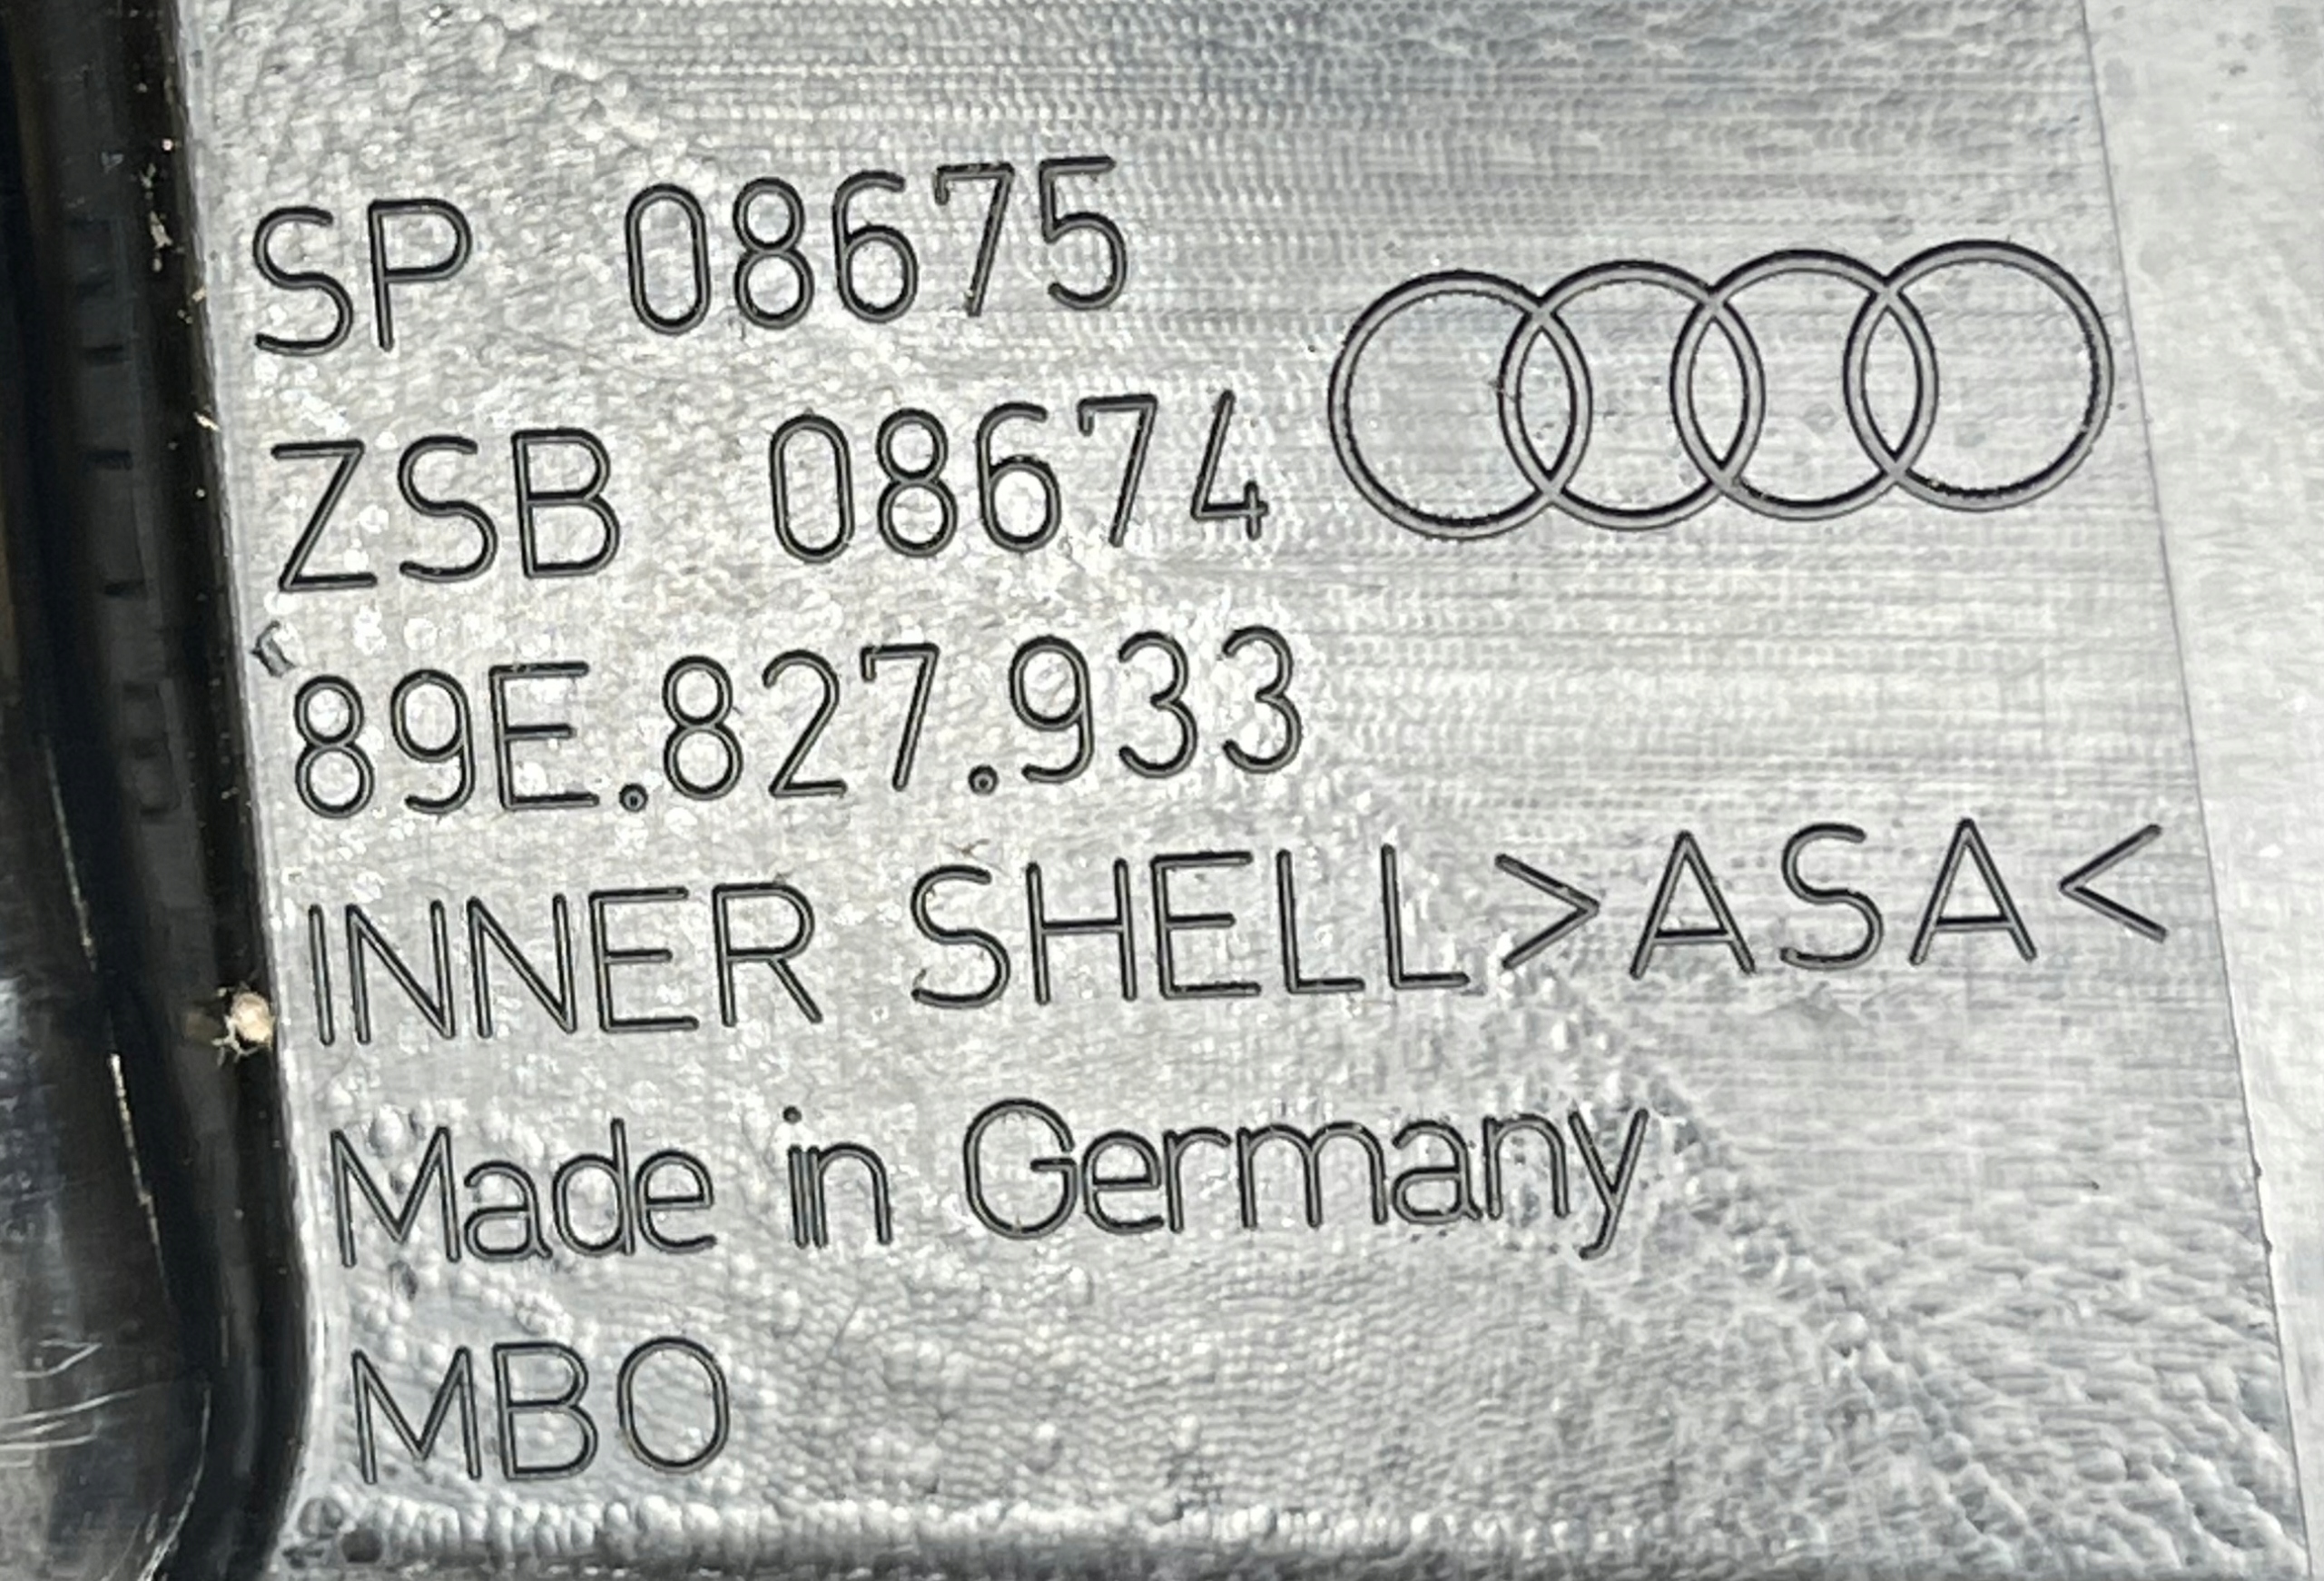 SP 08675
ZSB 08674
89E.827.933
INNER SHELL>ASA<
Made in Germany
MBO